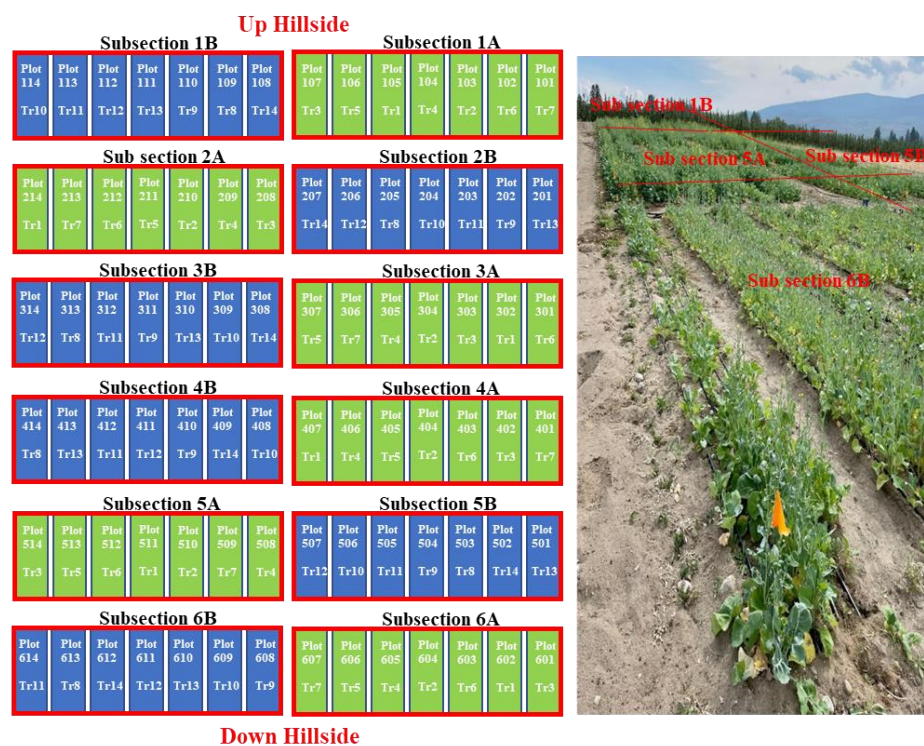 Up Hillside
Subsection 1B
Plot 114 Tr10
Plot 113 Tr11
Plot 112 Tr12
Plot 111 Tr13
Plot 110 Tr9
Plot 109 Tr8
Plot 108 Tr14
Subsection 1A
Plot 107 Tr3
Plot 106 Tr5
Plot 105 Tr1
Plot 104 Tr4
Plot 103 Tr2
Plot 102 Tr6
Plot 101 Tr7
Sub section 2A
Plot 214 Tr1
Plot 213 Tr7
Plot 212 Tr6
Plot 211 Tr5
Plot 210 Tr2
Plot 209 Tr4
Plot 208 Tr3
Subsection 2B
Plot 207 Tr14
Plot 206 Tr12
Plot 205 Tr8
Plot 204 Tr10
Plot 203 Tr11
Plot 202 Tr9
Plot 201 Tr13
Subsection 3B
Plot 314 Tr12
Plot 313 Tr8
Plot 312 Tr11
Plot 311 Tr9
Plot 310 Tr13
Plot 309 Tr10
Plot 308 Tr14
Subsection 3A
Plot 307 Tr5
Plot 306 Tr7
Plot 305 Tr4
Plot 304 Tr2
Plot 303 Tr3
Plot 302 Tr1
Plot 301 Tr6
Subsection 4B
Plot 414 Tr8
Plot 413 Tr13
Plot 412 Tr11
Plot 411 Tr12
Plot 410 Tr9
Plot 409 Tr14
Plot 408 Tr10
Subsection 4A
Plot 407 Tr1
Plot 406 Tr4
Plot 405 Tr5
Plot 404 Tr2
Plot 403 Tr6
Plot 402 Tr3
Plot 401 Tr7
Subsection 5A
Plot 514 Tr3
Plot 513 Tr5
Plot 512 Tr6
Plot 511 Tr1
Plot 510 Tr2
Plot 509 Tr7
Plot 508 Tr4
Subsection 5B
Plot 507 Tr12
Plot 506 Tr10
Plot 505 Tr11
Plot 504 Tr9
Plot 503 Tr8
Plot 502 Tr14
Plot 501 Tr13
Subsection 6B
Plot 614 Tr11
Plot 613 Tr8
Plot 612 Tr14
Plot 611 Tr12
Plot 610 Tr13
Plot 609 Tr10
Plot 608 Tr9
Subsection 6A
Plot 607 Tr7
Plot 606 Tr5
Plot 605 Tr4
Plot 604 Tr2
Plot 603 Tr6
Plot 602 Tr1
Plot 601 Tr3
Down Hillside
Sub section 1B
Sub section 5A
Sub section 5B
Sub section 6B